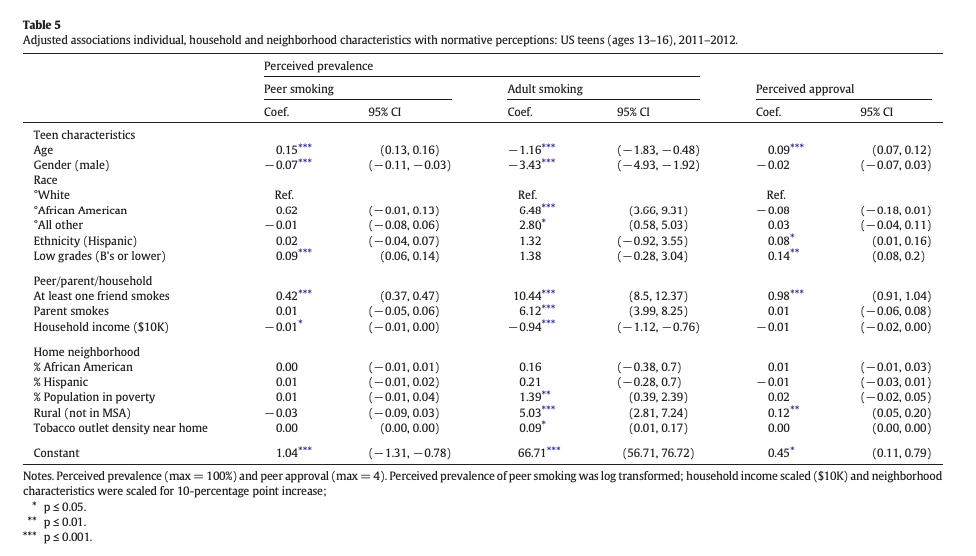 Table 5
Adjusted associations individual, household and neighborhood characteristics with normative perceptions: US teens (ages 13–16), 2011–2012.
Perceived prevalence
Peer smoking Adult smoking Perceived approval
Coef. 95% CI Coef. 95% CI Coef. 95% CI
Teen characteristics
Age 0.15*** (0.13, 0.16) −1.16*** (−1.83, −0.48) 0.09*** (0.07, 0.12)
Gender (male) −0.07*** (−0.11, −0.03) −3.43*** (−4.93, −1.92) −0.02 (−0.07, 0.03)
Race
°White Ref. Ref. Ref.
°African American 0.62 (−0.01, 0.13) 6.48*** (3.66, 9.31) −0.08 (−0.18, 0.01)
°All other −0.01 (−0.08, 0.06) 2.80* (0.58, 5.03) 0.03 (−0.04, 0.11)
Ethnicity (Hispanic) 0.02 (−0.04, 0.07) 1.32 (−0.92, 3.55) 0.08* (0.01, 0.16)
Low grades (B's or lower) 0.09*** (0.06, 0.14) 1.38 (−0.28, 3.04) 0.14** (0.08, 0.2)
Peer/parent/household
At least one friend smokes 0.42*** (0.37, 0.47) 10.44*** (8.5, 12.37) 0.98*** (0.91, 1.04)
Parent smokes 0.01 (−0.05, 0.06) 6.12*** (3.99, 8.25) 0.01 (−0.06, 0.08)
Household income ($10K) −0.01* (−0.01, 0.00) −0.94*** (−1.12, −0.76) −0.01 (−0.02, 0.00)
Home neighborhood
% African American 0.00 (−0.01, 0.01) 0.16 (−0.38, 0.7) 0.01 (−0.01, 0.03)
% Hispanic 0.01 (−0.01, 0.02) 0.21 (−0.28, 0.7) −0.01 (−0.03, 0.01)
% Population in poverty 0.01 (−0.01, 0.04) 1.39** (0.39, 2.39) 0.02 (−0.02, 0.05)
Rural (not in MSA) −0.03 (−0.09, 0.03) 5.03*** (2.81, 7.24) 0.12** (0.05, 0.20)
Tobacco outlet density near home 0.00 (0.00, 0.00) 0.09* (0.01, 0.17) 0.00 (0.00, 0.00)
Constant 1.04*** (−1.31, −0.78) 66.71*** (56.71, 76.72) 0.45* (0.11, 0.79)
Notes. Perceived prevalence (max = 100%) and peer approval (max = 4). Perceived prevalence of peer smoking was log transformed; household income scaled ($10K) and neighborhood
characteristics were scaled for 10-percentage point increase;
* p ≤ 0.05.
** p ≤ 0.01.
*** p ≤ 0.001.